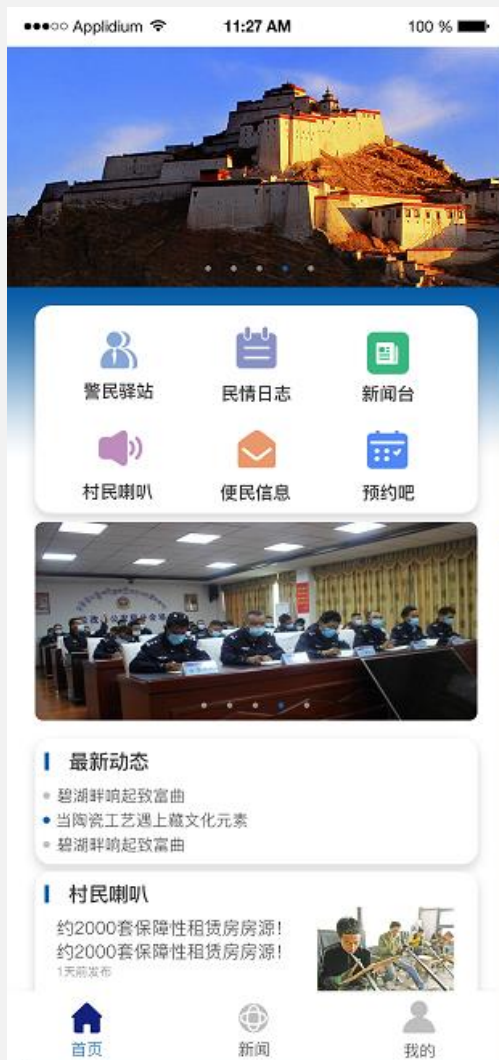 ●●●○○ Applidium 11:27 AM 100 %
警民驿站 民情日志 新闻台
村民喇叭 便民信息 预约吧
最新动态
碧湖畔响起致富曲
当陶瓷工艺遇上藏文化元素
碧湖畔响起致富曲
村民喇叭
约2000套保障性租赁房房源!
约2000套保障性租赁房房源!
1天前发布
首页 新闻 我的